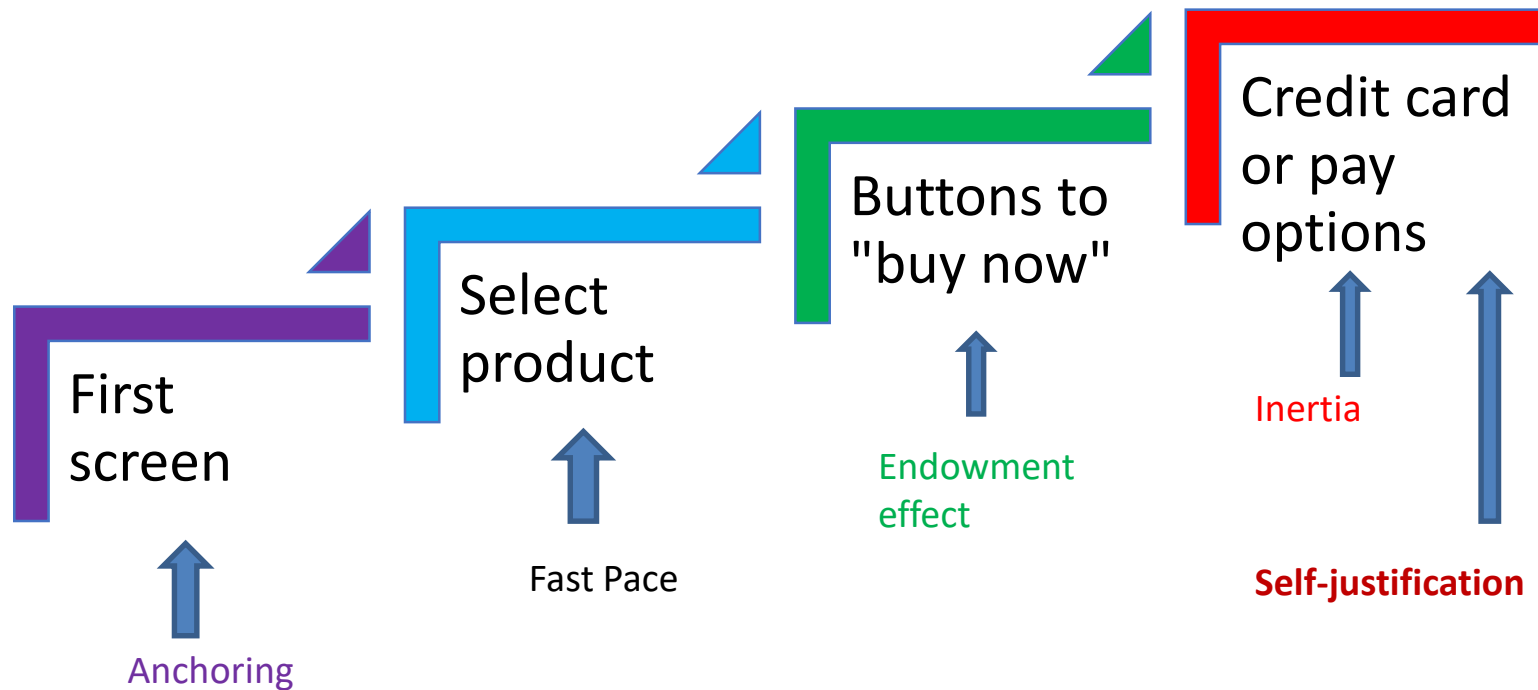 First
screen
Anchoring
Select
product
Fast Pace
Buttons to
"buy now"
Endowment
effect
Credit card
or pay
options
Inertia
Self-justification